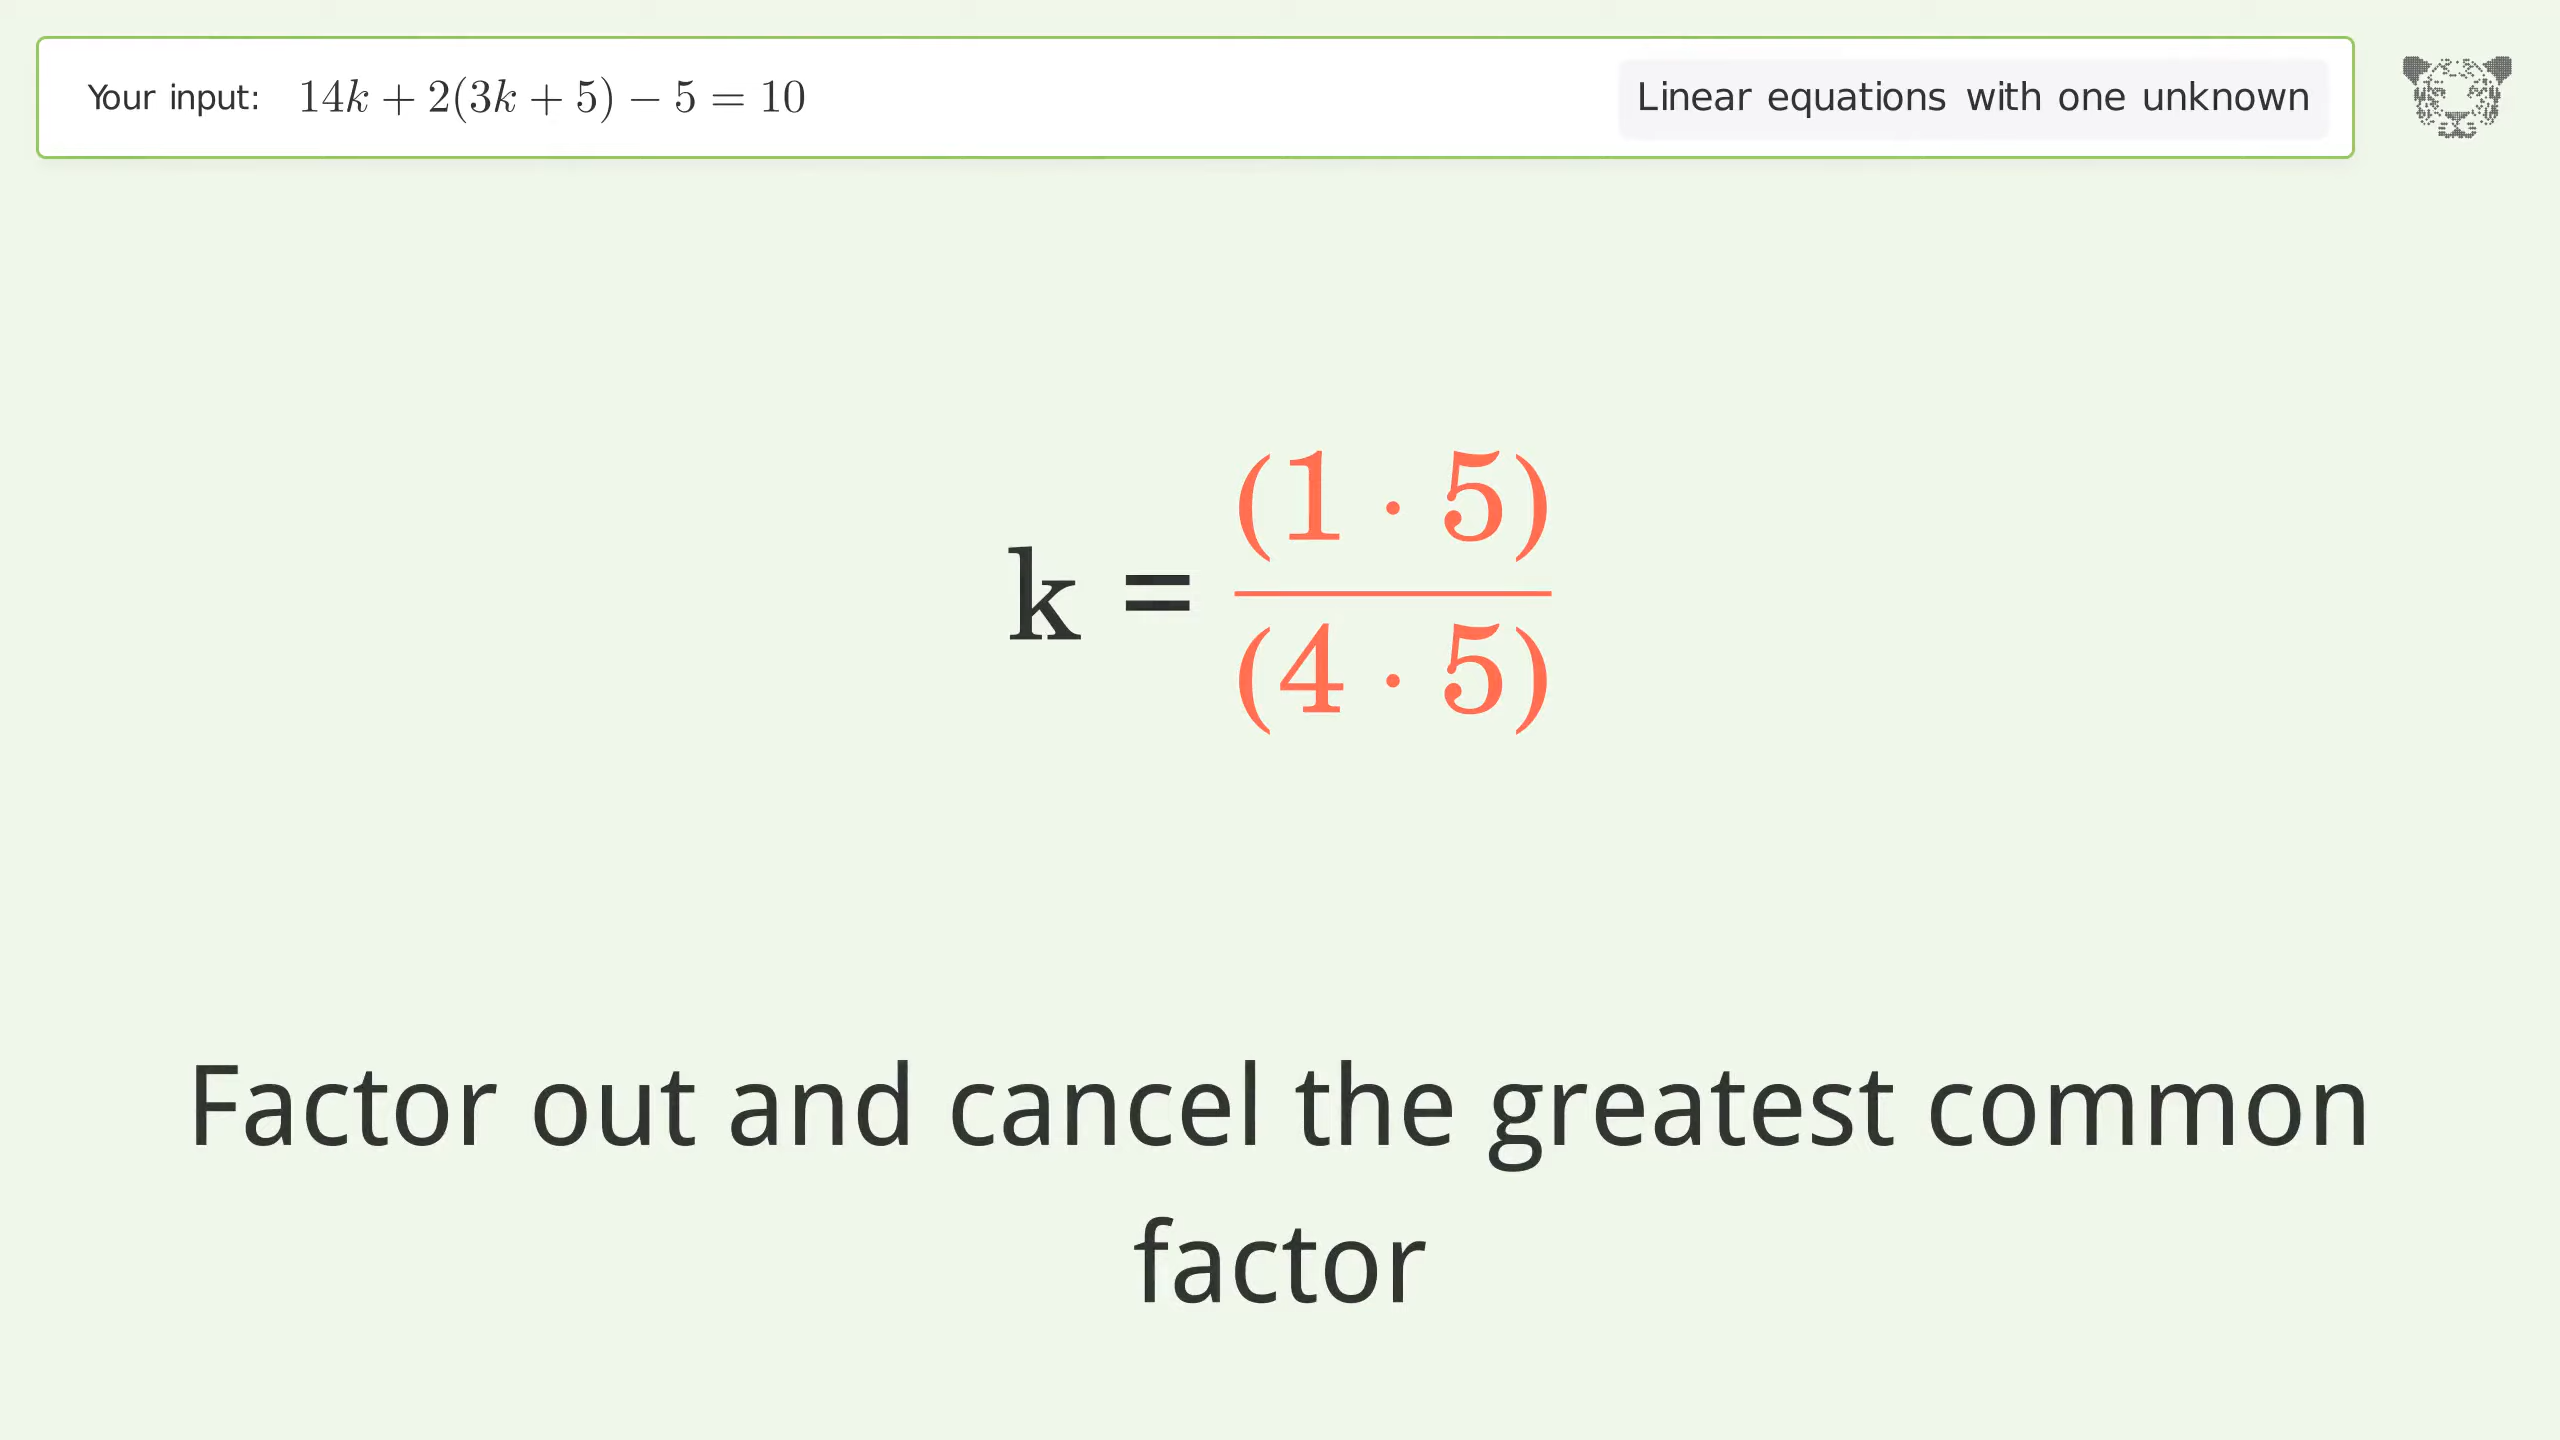 Your input: 14k + 2(3k + 5) − 5 = 10
Linear equations with one unknown
k = (1 · 5) / (4 · 5)
Factor out and cancel the greatest common
factor